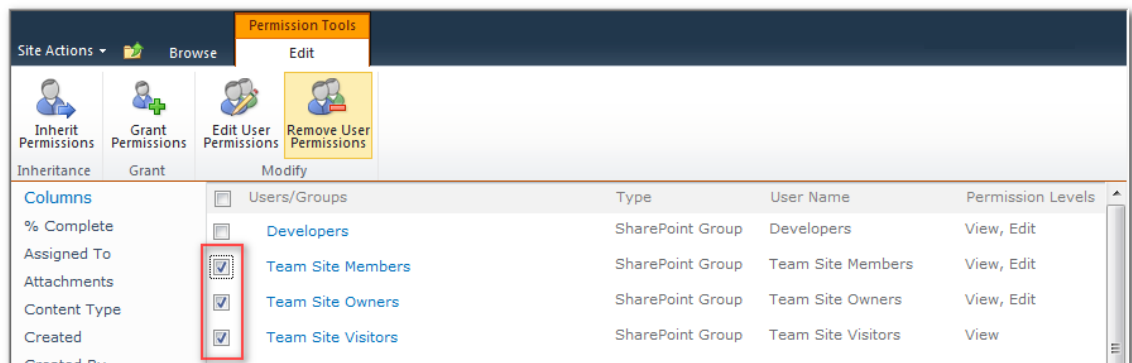 Permission Tools
Site Actions Browse Edit
Inherit Permissions
Grant Permissions
Edit User Permissions
Remove User Permissions
Inheritance Grant Modify
Columns
% Complete
Assigned To
Attachments
Content Type
Created
Created By
Users/Groups Type User Name Permission Levels
Developers SharePoint Group Developers View, Edit
Team Site Members SharePoint Group Team Site Members View, Edit
Team Site Owners SharePoint Group Team Site Owners View, Edit
Team Site Visitors SharePoint Group Team Site Visitors View